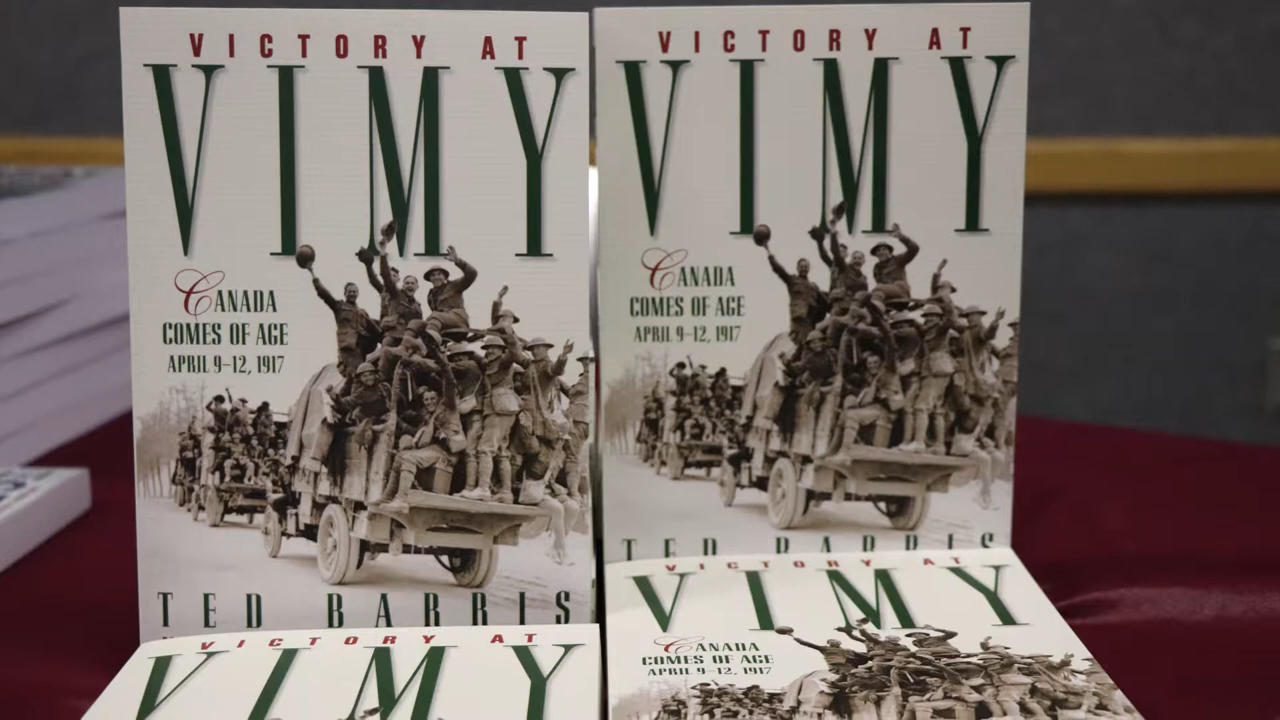 VICTORY AT
VIMY
CANADA
COMES OF AGE
APRIL 9–12, 1917
TED BARRIS
VICTORY AT
VIMY
CANADA
COMES OF AGE
APRIL 9–12, 1917
TED BARRIS
VICTORY AT
VIMY
VICTORY AT
VIMY
CANADA
COMES OF AGE
APRIL 9–12, 1917